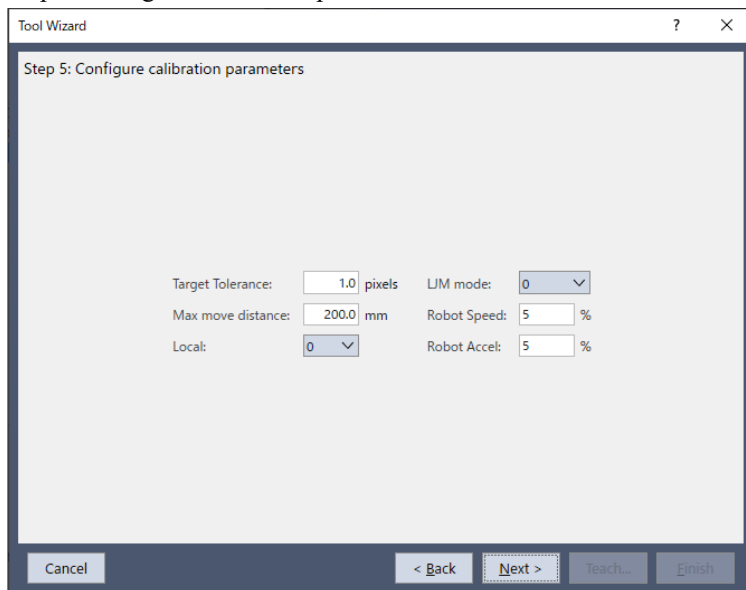 Tool Wizard ? ×
Step 5: Configure calibration parameters
Target Tolerance: 1.0 pixels LJM mode: 0
Max move distance: 200.0 mm Robot Speed: 5 %
Local: 0 Robot Accel: 5 %
Cancel < Back Next > Teach... Finish